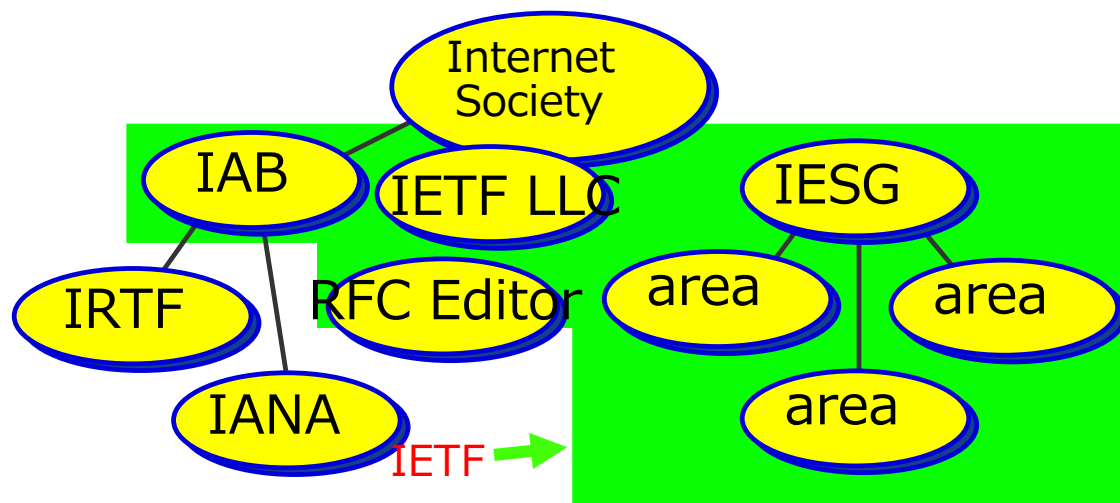 Internet
Society
IAB
IETF LLC
IESG
IRTF
RFC Editor
area
area
IANA
area
IETF